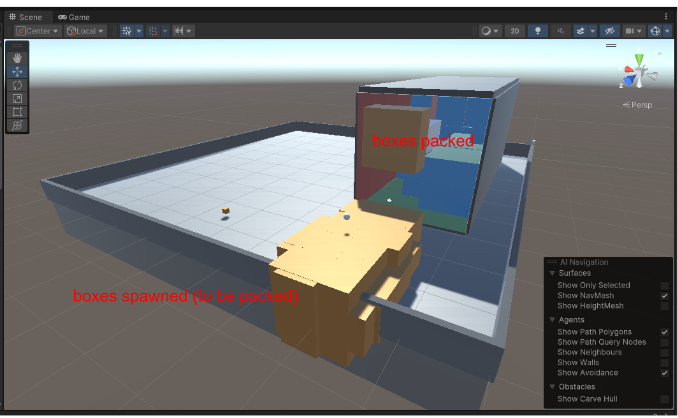 Scene Game
Center Local 2D
z
Persp
boxes packed
boxes spawned (to be packed)
AI Navigation
Surfaces
Show Only Selected
Show NavMesh
Show HeightMesh
Agents
Show Path Polygons
Show Path Query Nodes
Show Neighbours
Show Walls
Show Avoidance
Obstacles
Show Carve Hull